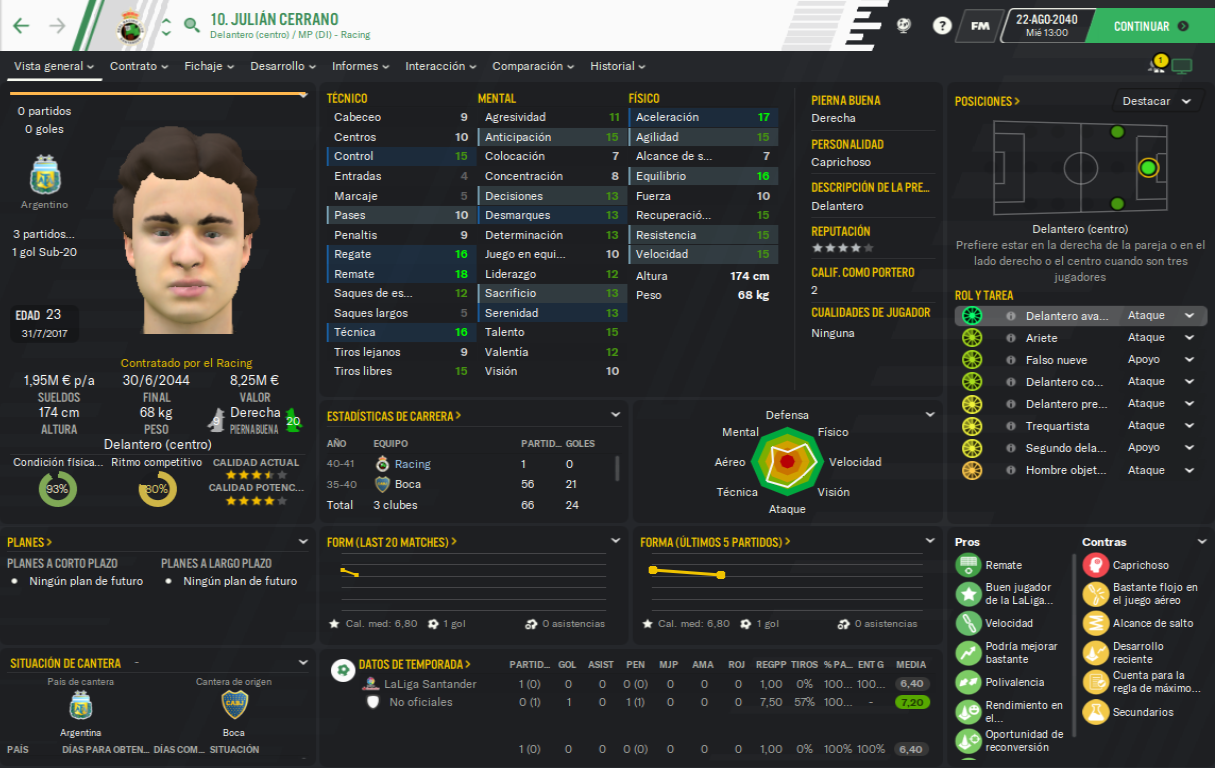 10. JULIÁN CERRANO
Delantero (centro) / MP (DI) - Racing
?
FM
22-AGO-2040
Mié 13:00
CONTINUAR
Vista general
Contrato
Fichaje
Desarrollo
Informes
Interacción
Comparación
Historial
1
0 partidos
0 goles
Argentino
3 partidos...
1 gol Sub-20
EDAD 23
31/7/2017
Contratado por el Racing
1,95M € p/a 30/6/2044 8,25M €
SUELDOS FINAL VALOR
174 cm 68 kg 9 Derecha 20
ALTURA PESO PIERNA BUENA
Delantero (centro)
Condición física... Ritmo competitivo CALIDAD ACTUAL
93% 80%
CALIDAD POTENC...
TÉCNICO
Cabeceo 9
Centros 10
Control 15
Entradas 4
Marcaje 5
Pases 10
Penaltis 9
Regate 16
Remate 18
Saques de es... 12
Saques largos 5
Técnica 16
Tiros lejanos 9
Tiros libres 15
MENTAL
Agresividad 11
Anticipación 15
Colocación 7
Concentración 8
Decisiones 13
Desmarques 13
Determinación 13
Juego en equi... 10
Liderazgo 12
Sacrificio 13
Serenidad 13
Talento 15
Valentía 12
Visión 10
FÍSICO
Aceleración 17
Agilidad 15
Alcance de s... 7
Equilibrio 16
Fuerza 10
Recuperació... 15
Resistencia 15
Velocidad 15
Altura 174 cm
Peso 68 kg
PIERNA BUENA
Derecha
PERSONALIDAD
Caprichoso
DESCRIPCIÓN DE LA PRE...
Delantero
REPUTACIÓN
CALIF. COMO PORTERO
2
CUALIDADES DE JUGADOR
Ninguna
POSICIONES >
Destacar
Delantero (centro)
Prefiere estar en la derecha de la pareja o en el
lado derecho o el centro cuando son tres
jugadores
ROL Y TAREA
Delantero ava... Ataque
Ariete Ataque
Falso nueve Apoyo
Delantero co... Ataque
Delantero pre... Ataque
Trequartista Ataque
Segundo dela... Apoyo
Hombre objet... Ataque
ESTADÍSTICAS DE CARRERA >
AÑO EQUIPO PARTID... GOLES
40-41 Racing 1 0
35-40 Boca 56 21
Total 3 clubes 66 24
Defensa
Mental Físico
Aéreo Velocidad
Técnica Visión
Ataque
PLANES >
PLANES A CORTO PLAZO PLANES A LARGO PLAZO
• Ningún plan de futuro • Ningún plan de futuro
FORM (LAST 20 MATCHES) >
Cal. med: 6,80 1 gol 0 asistencias
FORMA (ÚLTIMOS 5 PARTIDOS) >
Cal. med: 6,80 1 gol 0 asistencias
Pros
Remate
Buen jugador
de la LaLiga...
Velocidad
Podría mejorar
bastante
Polivalencia
Rendimiento en
el...
Oportunidad de
reconversión
Contras
Caprichoso
Bastante flojo en
el juego aéreo
Alcance de salto
Desarrollo
reciente
Cuenta para la
regla de máximo...
Secundarios
SITUACIÓN DE CANTERA -
País de cantera Cantera de origen
CABJ
Argentina Boca
PAÍS DÍAS PARA OBTEN... DÍAS COM... SITUACIÓN
-
DATOS DE TEMPORADA > PARTID... GOL ASIST PEN MJP AMA ROJ REGPP TIROS % PA... ENT G MEDIA
LaLiga Santander 1 (0) 0 0 0 (0) 0 0 0 1,00 0% 100... 100... 6,40
No oficiales 0 (1) 1 0 1 (1) 0 0 0 7,50 57% 100... - 7,20
1 (0) 0 0 0 (0) 0 0 0 1,00 0% 100% 100% 6,40